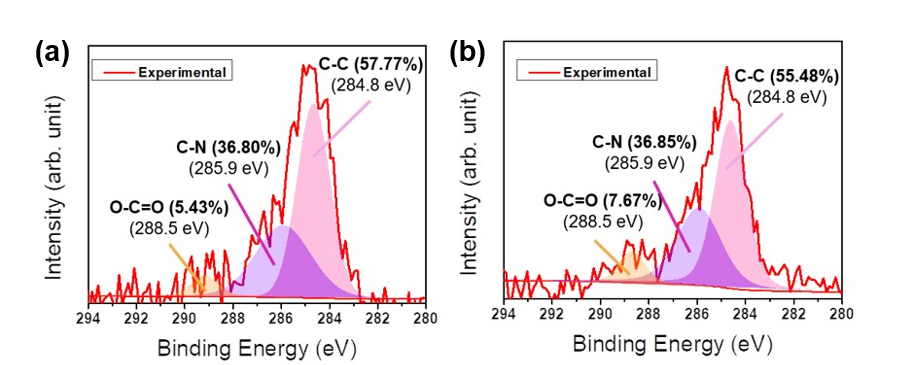 (a)
Experimental
C-C (57.77%)
(284.8 eV)
C-N (36.80%)
(285.9 eV)
O-C=O (5.43%)
(288.5 eV)
Intensity (arb. unit)
294 292 290 288 286 284 282 280
Binding Energy (eV)
(b)
Experimental
C-C (55.48%)
(284.8 eV)
C-N (36.85%)
(285.9 eV)
O-C=O (7.67%)
(288.5 eV)
Intensity (arb. unit)
294 292 290 288 286 284 282 280
Binding Energy (eV)